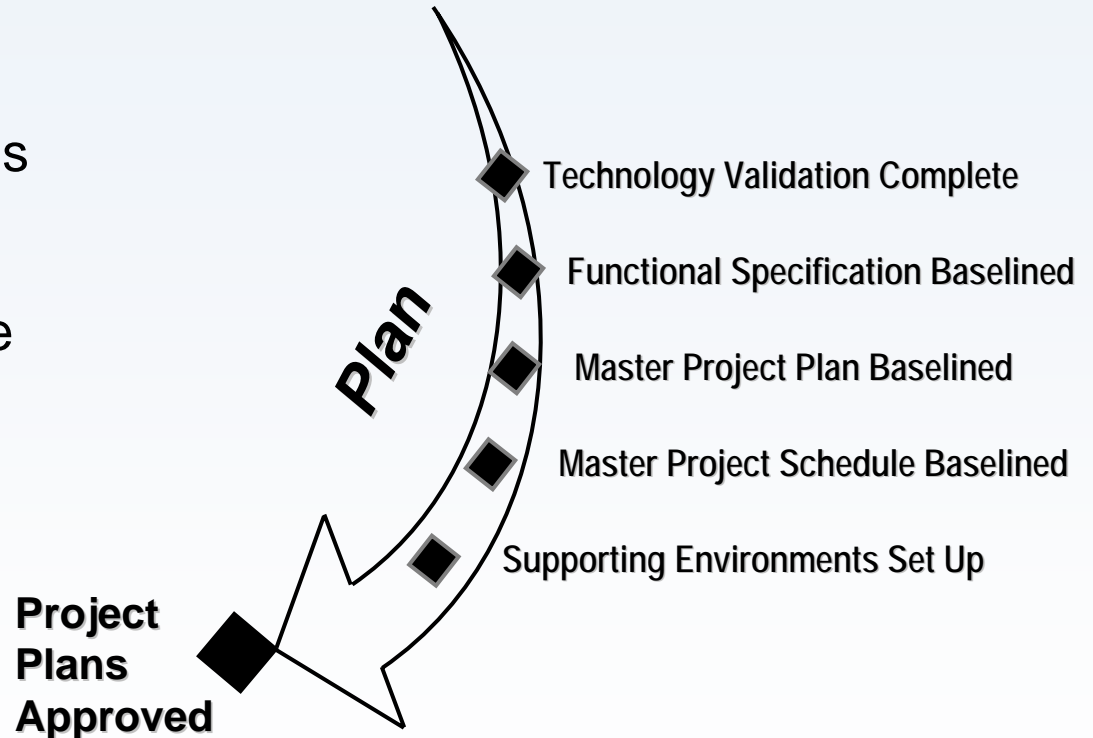 s
e
Technology Validation Complete
Functional Specification Baselined
Plan
Master Project Plan Baselined
Master Project Schedule Baselined
Supporting Environments Set Up
Project
Plans
Approved